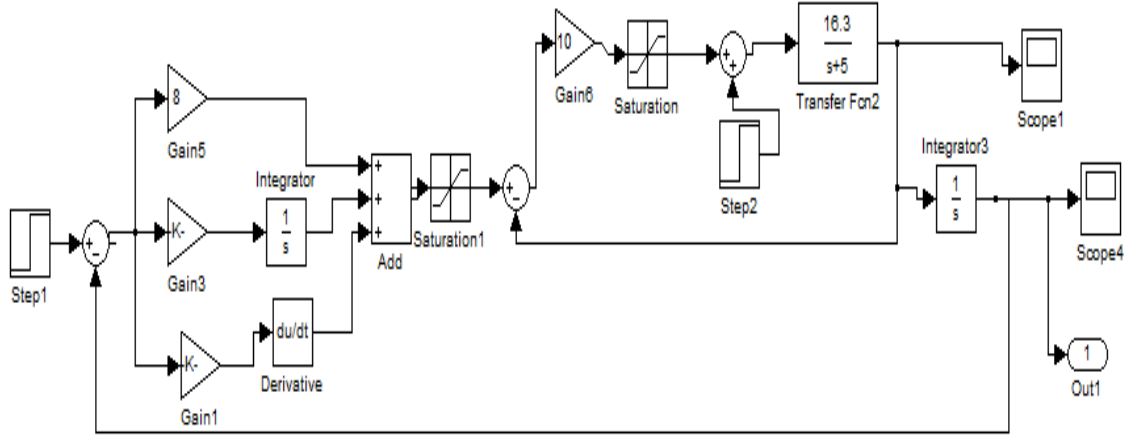 10
Gain6
Saturation
+
+
16.3
s+5
Transfer Fcn2
Scope1
8
Gain5
Integrator
1
s
+
+
+
Add
Saturation1
+
−
Step2
Integrator3
1
s
Scope4
Step1
+
−
K-
Gain3
du/dt
Derivative
K-
Gain1
1
Out1